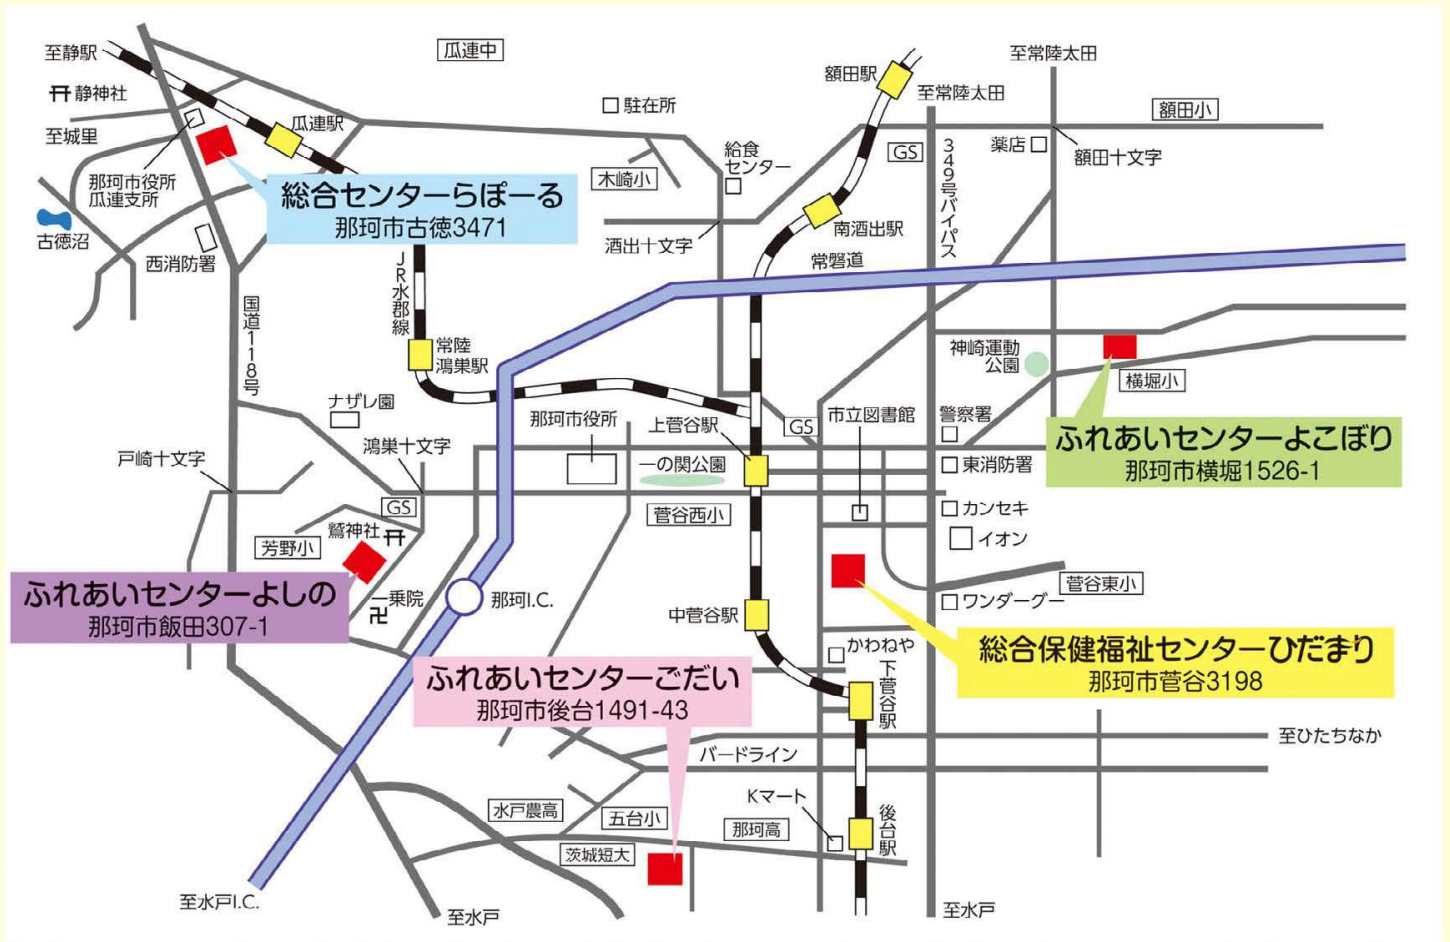 至静駅
瓜連中
額田駅
至常陸太田
静神社
瓜連駅
駐在所
至常陸太田
額田小
至城里
那珂市役所
瓜連支所
木崎小
給食
センター
GS
349号バイパス
薬店
額田十文字
総合センターらぽーる
那珂市古徳3471
古徳沼
西消防署
酒出十文字
南酒出駅
常磐道
JR水郡線
国道118号
常陸
鴻巣駅
神崎運動
公園
横堀小
ナザレ園
那珂市役所
上菅谷駅
GS
市立図書館
警察署
ふれあいセンターよこぼり
那珂市横堀1526-1
戸崎十文字
鴻巣十文字
一の関公園
東消防署
GS
菅谷西小
カンセキ
鷲神社
芳野小
イオン
菅谷東小
ふれあいセンターよしの
那珂市飯田307-1
一乗院
那珂I.C.
中菅谷駅
ワンダーグー
かわねや
総合保健福祉センターひだまり
那珂市菅谷3198
ふれあいセンターごだい
那珂市後台1491-43
下菅谷駅
バードライン
至ひたちなか
水戸農高
五台小
Kマート
那珂高
後台駅
茨城短大
至水戸I.C.
至水戸
至水戸